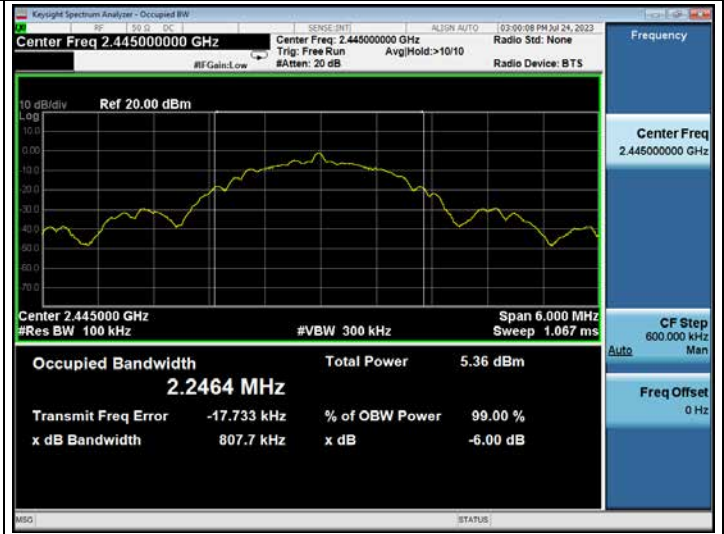 Keysight Spectrum Analyzer - Occupied BW
RF 50 Ω DC SENSE:INT ALIGN AUTO 03:00:08 PM Jul 24, 2023
Center Freq 2.445000000 GHz
Center Freq: 2.445000000 GHz
Radio Std: None
Trig: Free Run Avg|Hold:>10/10
#IFGain:Low #Atten: 20 dB Radio Device: BTS
10 dB/div Ref 20.00 dBm
Log
10.0
0.00
-10.0
-20.0
-30.0
-40.0
-50.0
-60.0
-70.0
Center 2.445000 GHz Span 6.000 MHz
#Res BW 100 kHz #VBW 300 kHz Sweep 1.067 ms
Occupied Bandwidth Total Power 5.36 dBm
2.2464 MHz
Transmit Freq Error -17.733 kHz % of OBW Power 99.00 %
x dB Bandwidth 807.7 kHz x dB -6.00 dB
MSG STATUS
Frequency
Center Freq
2.445000000 GHz
CF Step
600.000 kHz
Auto Man
Freq Offset
0 Hz